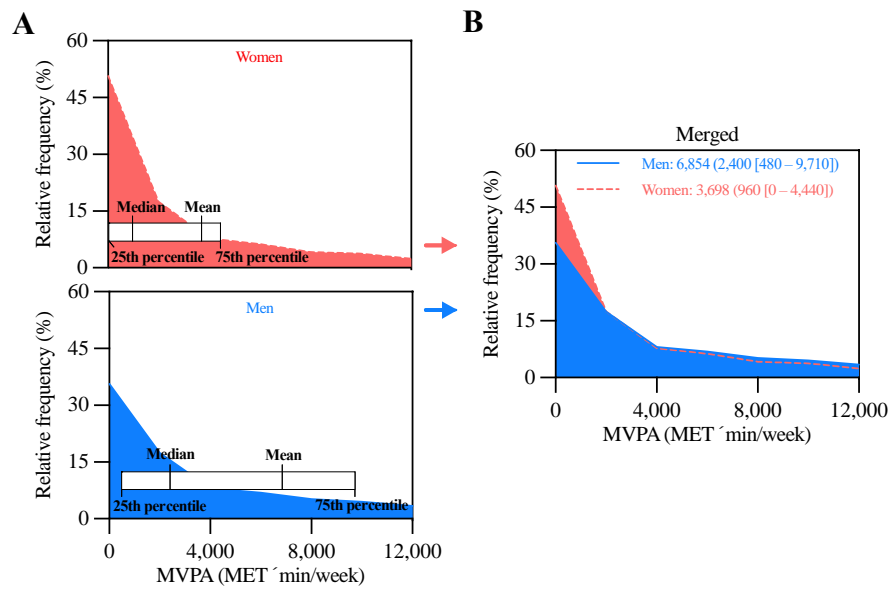 A
Relative frequency (%)
60
45
30
15
0
Women
Median Mean
25th percentile 75th percentile
Relative frequency (%)
60
45
30
15
0
Men
Median Mean
25th percentile 75th percentile
0 4,000 8,000 12,000
MVPA (MET ´min/week)
B
Merged
Relative frequency (%)
60
45
30
15
0
Men: 6,854 (2,400 [480 – 9,710])
Women: 3,698 (960 [0 – 4,440])
0 4,000 8,000 12,000
MVPA (MET ´min/week)